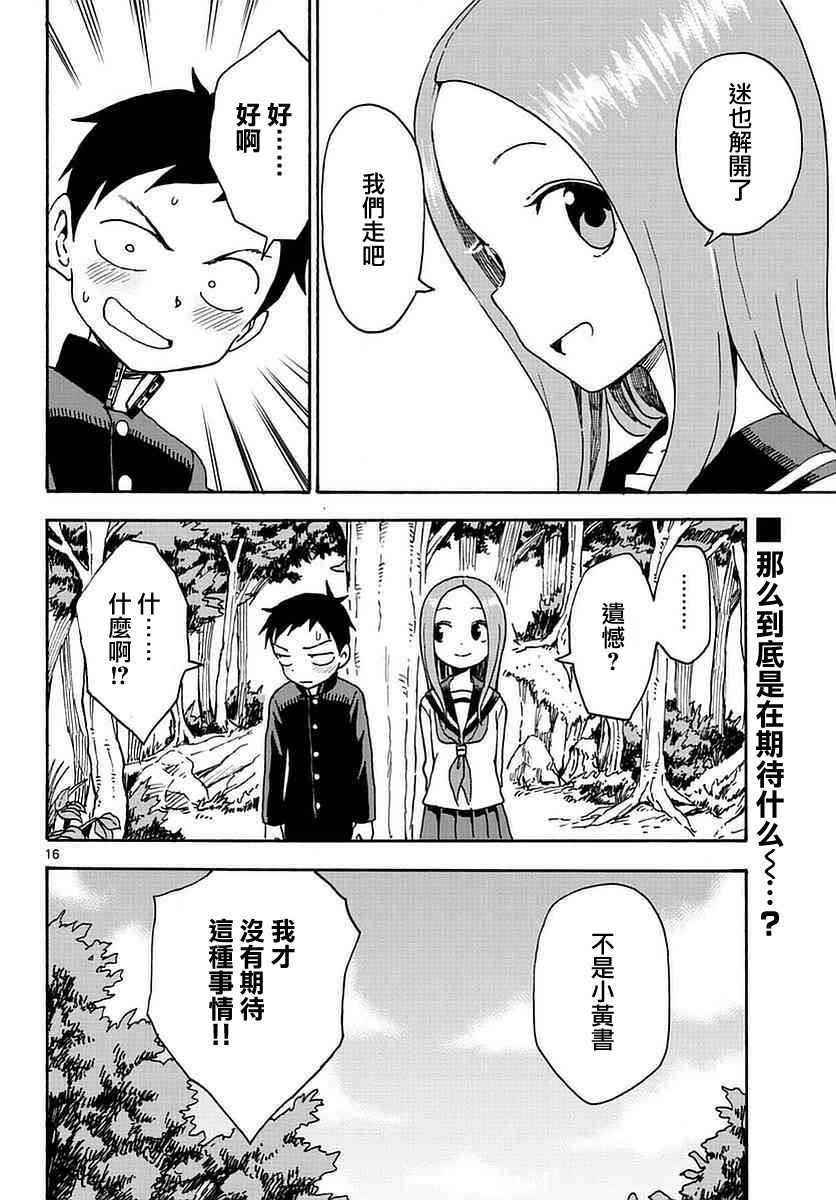 迷也解開了
我們走吧
好……
好啊
……
遺憾?
什……
什麼啊!?
■那么到底是在期待什么~…?
16
不是小黃書
我才
沒有期待
這種事情!!